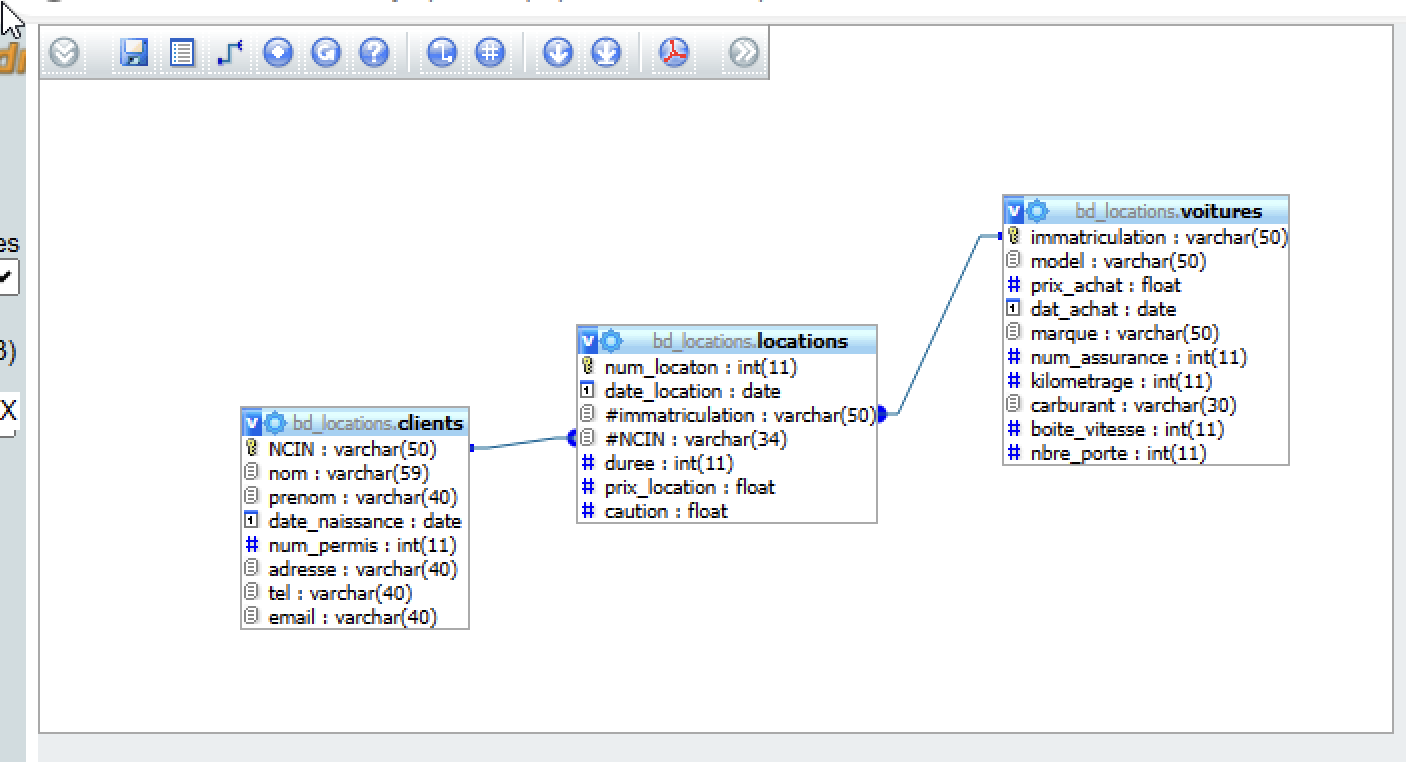 es
3)
X
bd_locations.clients
NCIN : varchar(50)
nom : varchar(59)
prenom : varchar(40)
date_naissance : date
num_permis : int(11)
adresse : varchar(40)
tel : varchar(40)
email : varchar(40)
bd_locations.locations
num_locaton : int(11)
date_location : date
#immatriculation : varchar(50)
#NCIN : varchar(34)
duree : int(11)
prix_location : float
caution : float
bd_locations.voitures
immatriculation : varchar(50)
model : varchar(50)
prix_achat : float
dat_achat : date
marque : varchar(50)
num_assurance : int(11)
kilometrage : int(11)
carburant : varchar(30)
boite_vitesse : int(11)
nbre_porte : int(11)